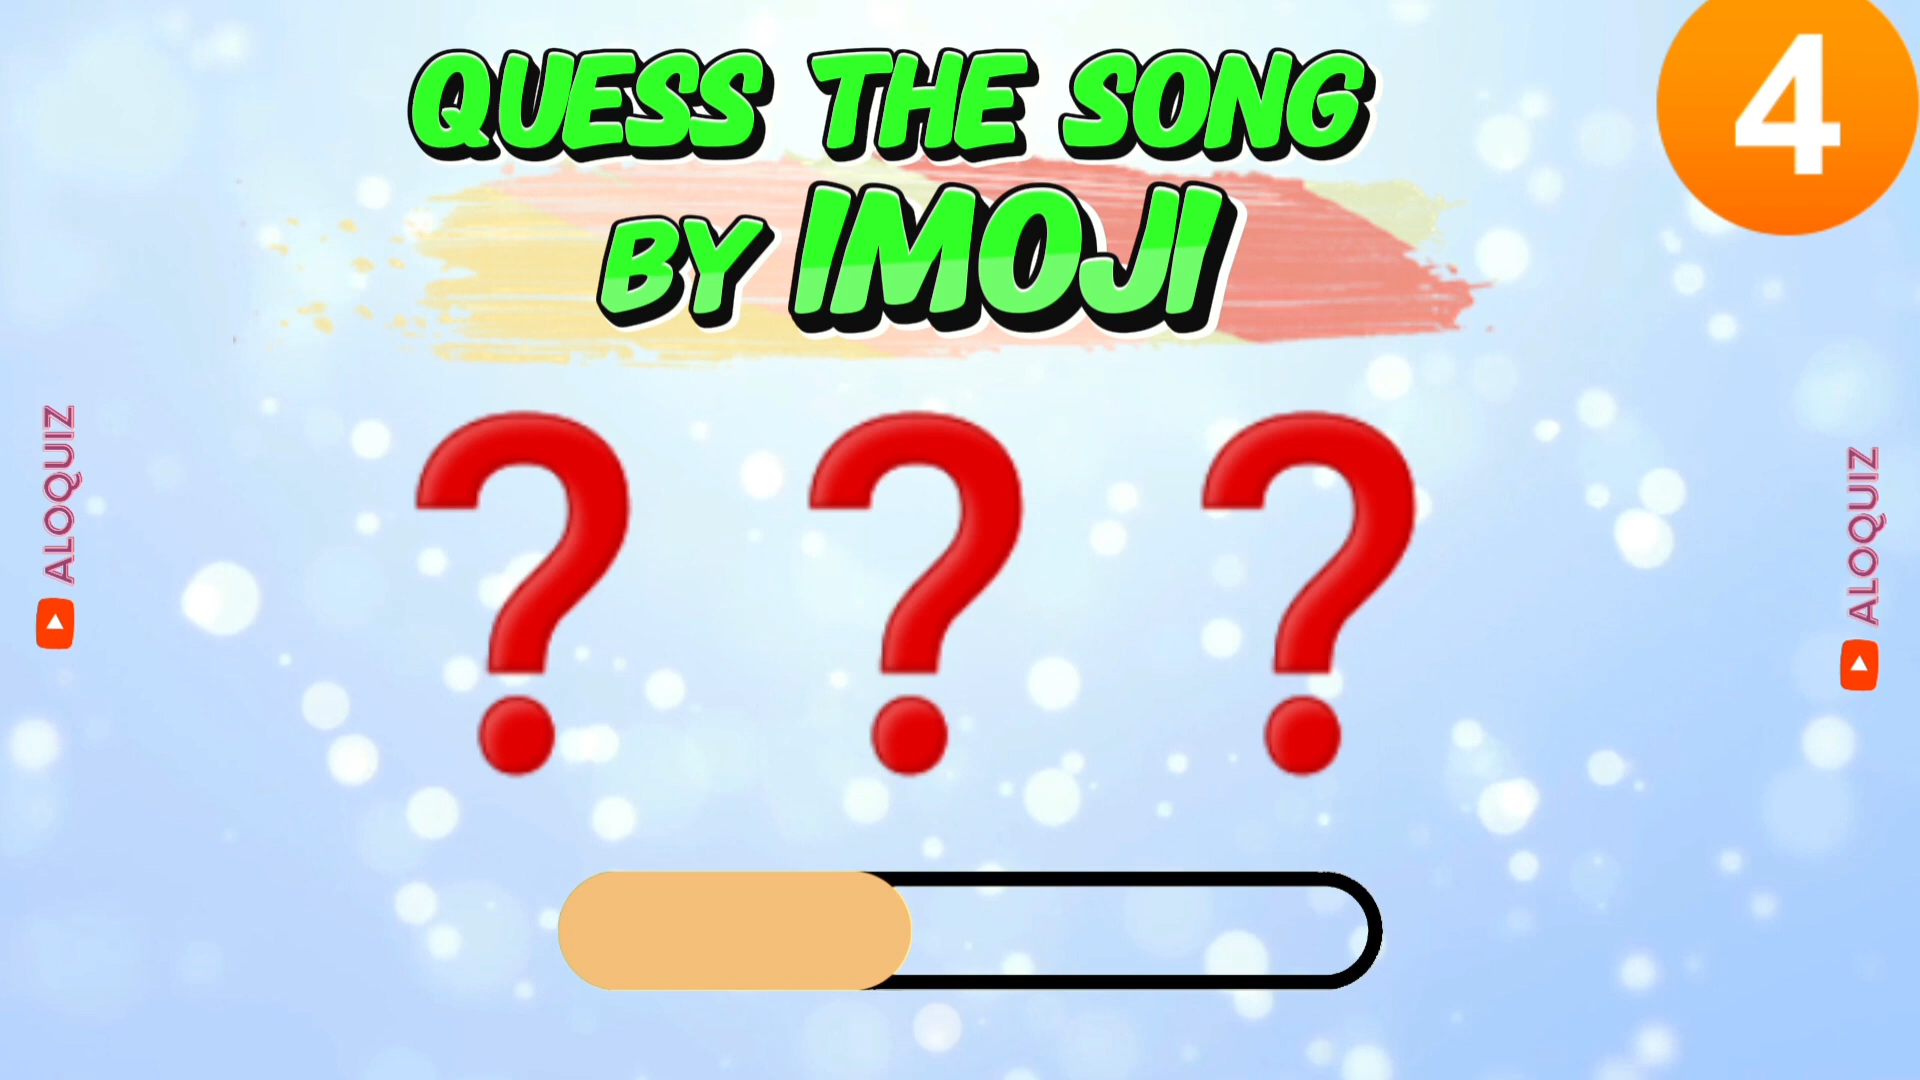 QUESS THE SONG
BY IMOJI
4
? ? ?
ALOQUIZ
ALOQUIZ